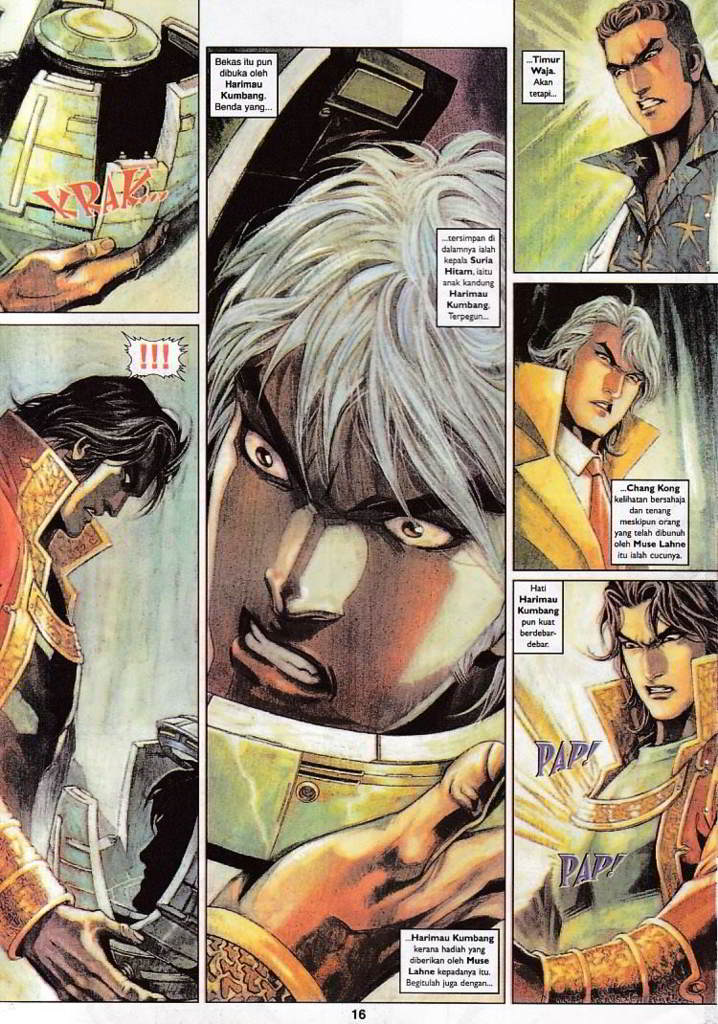 KRAK...
!!!
Bekas itu pun
dibuka oleh
Harimau
Kumbang.
Benda yang...
...tersimpan di
dalamnya ialah
kepala Suria
Hitam, iaitu
anak kandung
Harimau
Kumbang.
Terpegun...
...Harimau Kumbang
kerana hadiah yang
diberikan oleh Muse
Lahne kepadanya itu.
Begitulah juga dengan...
...Timur
Waja.
Akan
tetapi...
...Chang Kong
kelihatan bersahaja
dan tenang
meskipun orang
yang telah dibunuh
oleh Muse Lahne
itu ialah cucunya.
Hati
Harimau
Kumbang
pun kuat
berdebar-
debar.
PAP!
PAP!
16